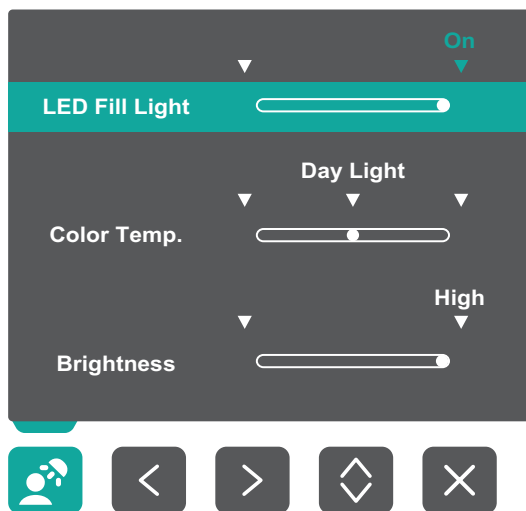 On
LED Fill Light
Day Light
Color Temp.
High
Brightness